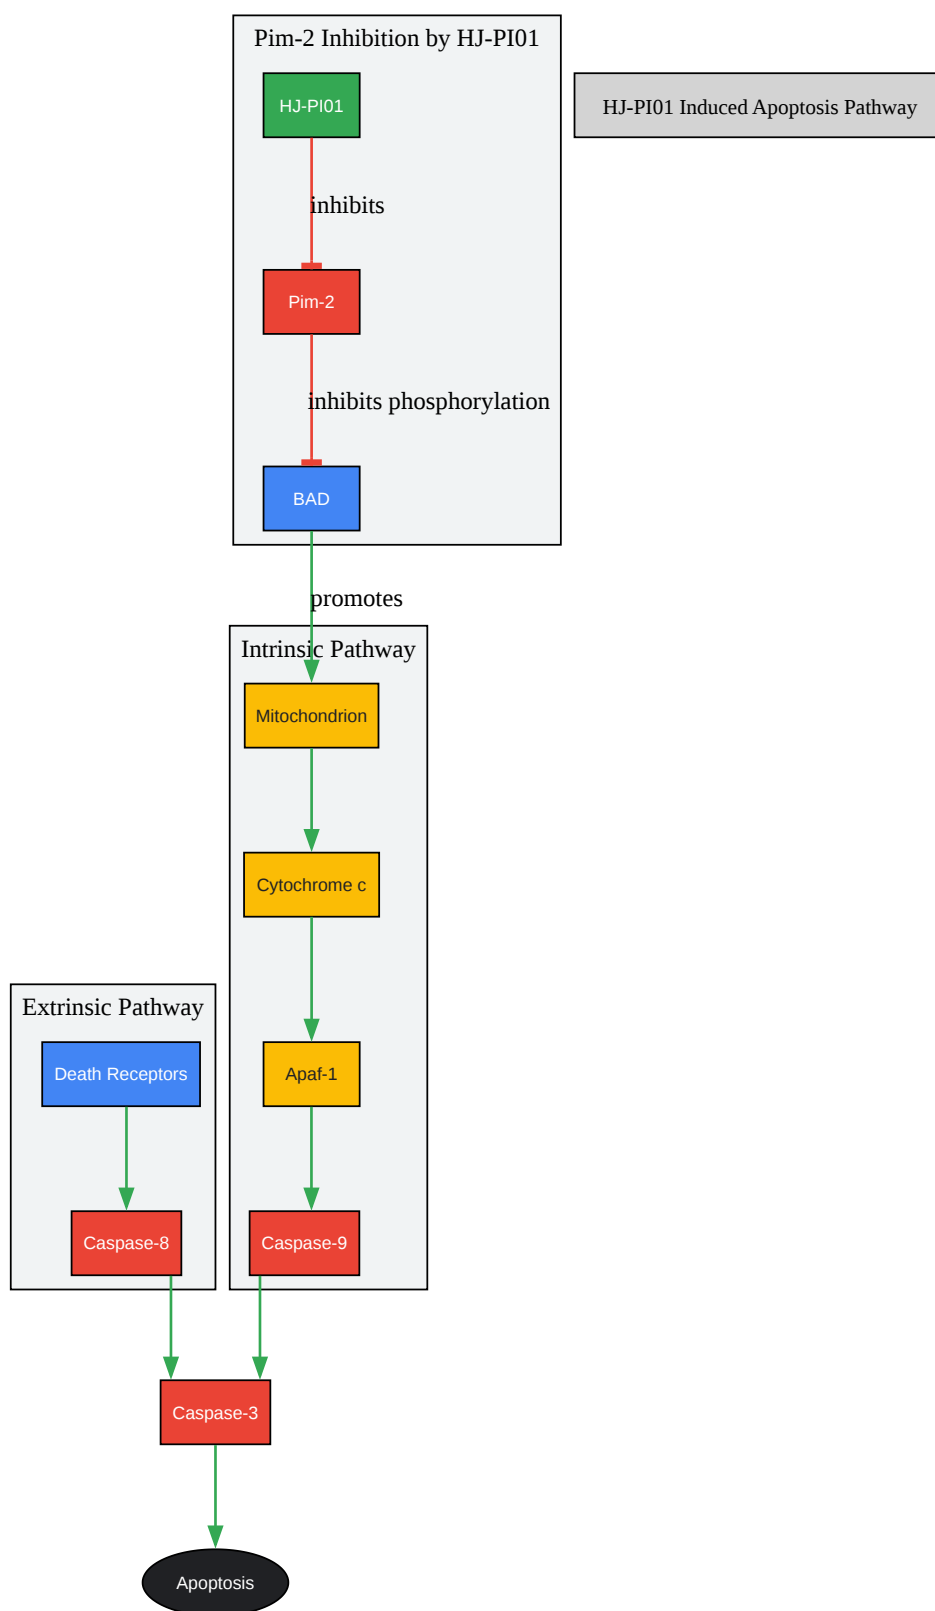 Pim-2 Inhibition by HJ-PI01
HJ-PI01
HJ-PI01 Induced Apoptosis Pathway
inhibits
Pim-2
inhibits phosphorylation
BAD
promotes
Intrinsic Pathway
Mitochondrion
Cytochrome c
Extrinsic Pathway
Death Receptors
Apaf-1
Caspase-8
Caspase-9
Caspase-3
Apoptosis